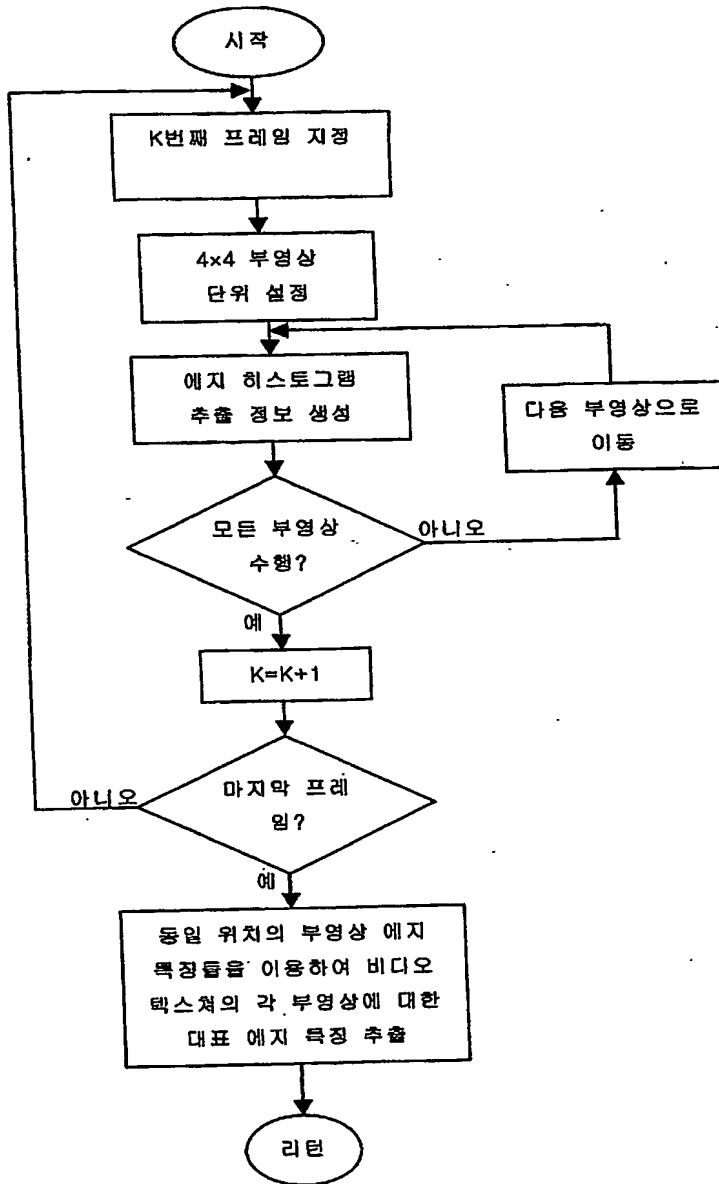 시작
K번째 프레임 지정
4×4 부영상
단위 설정
에지 히스토그램
추출 정보 생성
다음 부영상으로
이동
모든 부영상
수행?
아니오
예
K=K+1
마지막 프레
임?
아니오
예
동일 위치의 부영상 에지
특징들을 이용하여 비디오
텍스쳐의 각 부영상에 대한
대표 에지 특징 추출
리턴